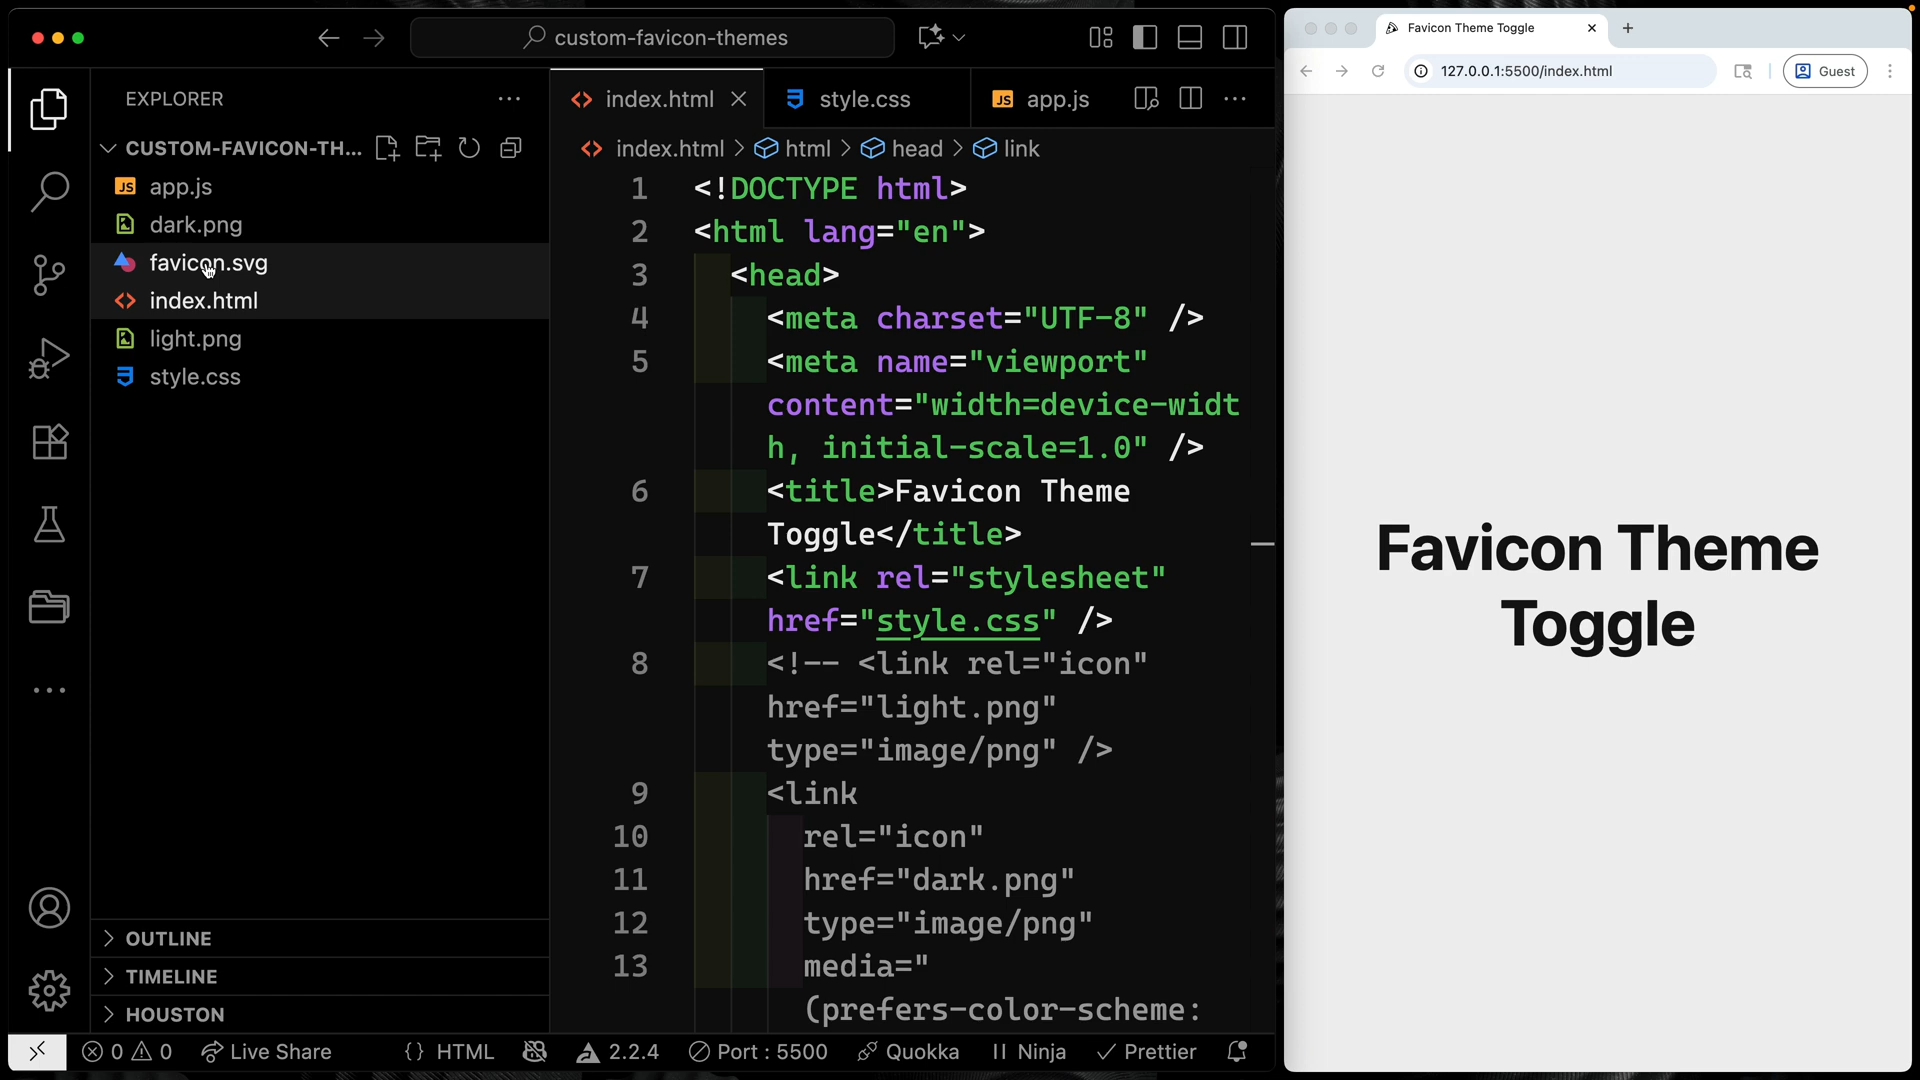 custom-favicon-themes
EXPLORER
CUSTOM-FAVICON-TH...
app.js
dark.png
favicon.svg
index.html
light.png
style.css
OUTLINE
TIMELINE
HOUSTON
index.html
style.css
JS app.js
index.html > html > head > link
1 <!DOCTYPE html>
2 <html lang="en">
3 <head>
4 <meta charset="UTF-8" />
5 <meta name="viewport"
content="width=device-widt
h, initial-scale=1.0" />
6 <title>Favicon Theme
Toggle</title>
7 <link rel="stylesheet"
href="style.css" />
8 <!-- <link rel="icon"
href="light.png"
type="image/png" />
9 <link
10 rel="icon"
11 href="dark.png"
12 type="image/png"
13 media="
(prefers-color-scheme:
0 0 Live Share {} HTML 2.2.4 Port : 5500 Quokka Ninja Prettier
Favicon Theme Toggle
127.0.0.1:5500/index.html
Guest
Favicon Theme
Toggle